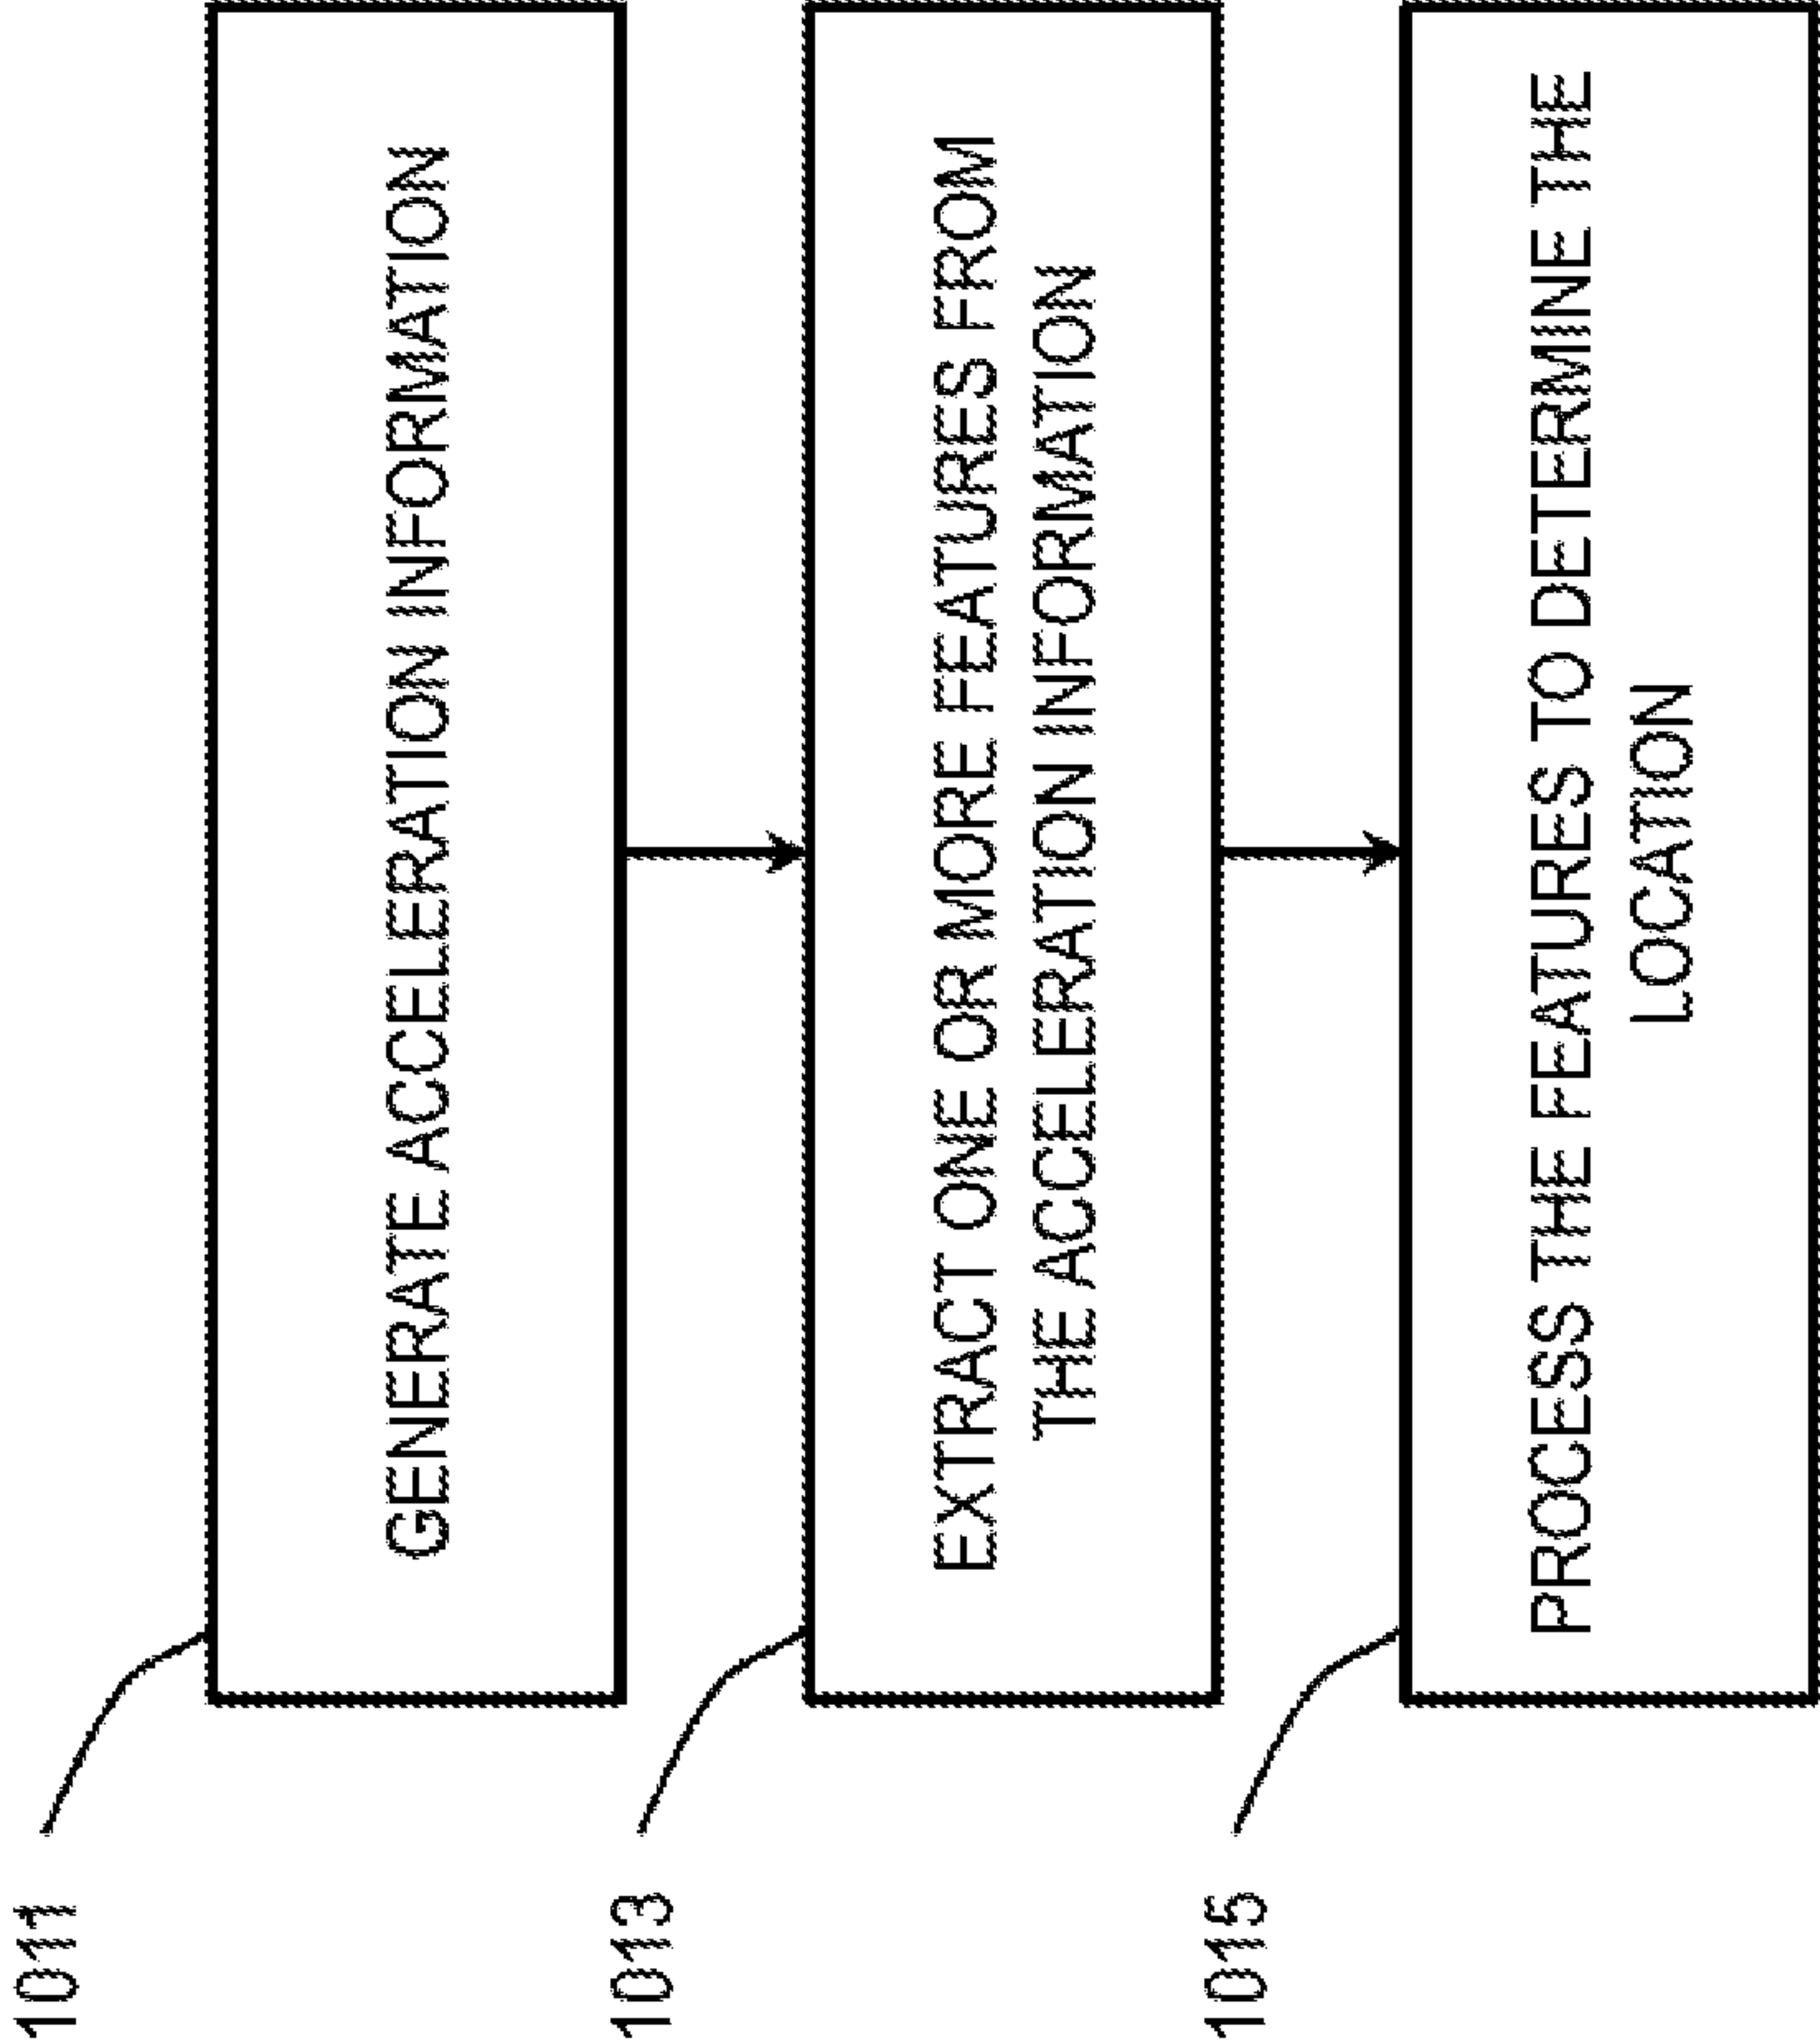 1011
GENERATE ACCELERATION INFORMATION
1013
EXTRACT ONE OR MORE FEATURES FROM
THE ACCELERATION INFORMATION
1015
PROCESS THE FEATURES TO DETERMINE THE
LOCATION